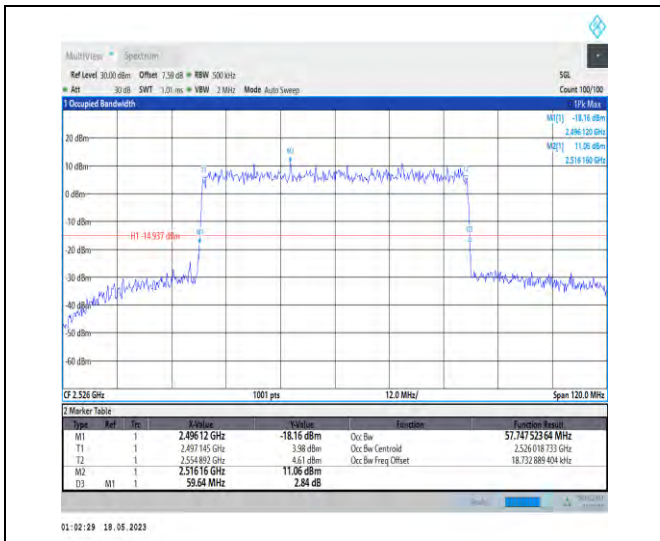 MultiView Spectrum
Ref Level 30.00 dBm Offset 7.59 dB RBW 500 kHz SGL
Att 30 dB SWT 1.01 ms VBW 2 MHz Mode Auto Sweep Count 100/100
1 Occupied Bandwidth 1Pk Max
M1[1] -18.16 dBm
2.496 120 GHz
M2[1] 11.06 dBm
2.516 160 GHz
20 dBm
M2
10 dBm
0 dBm
-10 dBm
H1 -14.937 dBm
-20 dBm
-30 dBm
-40 dBm
-50 dBm
-60 dBm
CF 2.526 GHz 1001 pts 12.0 MHz/ Span 120.0 MHz
2 Marker Table
Type Ref Trc X-Value Y-Value Function Function Result
M1 1 2.496 12 GHz -18.16 dBm Occ Bw 57.747 523 64 MHz
T1 1 2.497 145 GHz 3.98 dBm Occ Bw Centroid 2.526 018 733 GHz
T2 1 2.554 892 GHz 4.61 dBm Occ Bw Freq Offset 18.732 889 404 kHz
M2 1 2.516 16 GHz 11.06 dBm
D3 M1 1 59.64 MHz 2.84 dB
01:02:29 18.05.2023